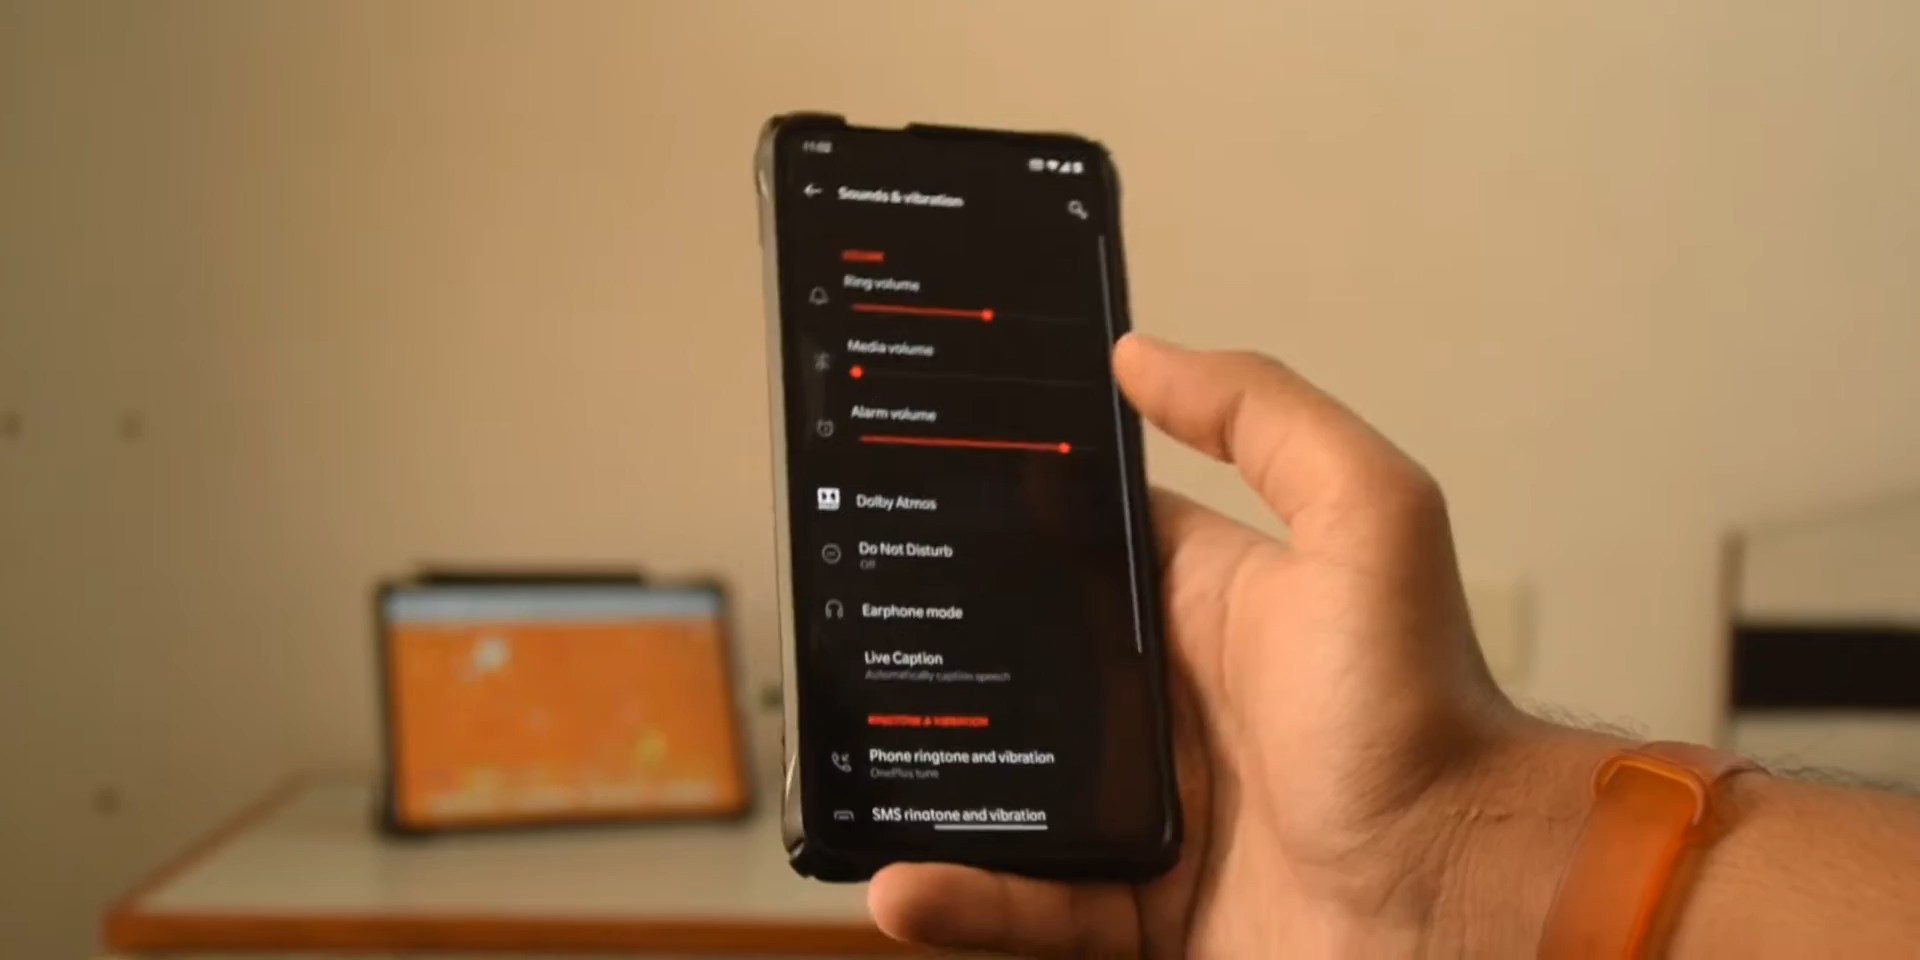 Sounds & vibration
Ring volume
Media volume
Alarm volume
Dolby Atmos
Do Not Disturb
Off
Earphone mode
Live Caption
Automatically caption speech
RINGTONE & VIBRATION
Phone ringtone and vibration
OnePlus tune
SMS ringtone and vibration